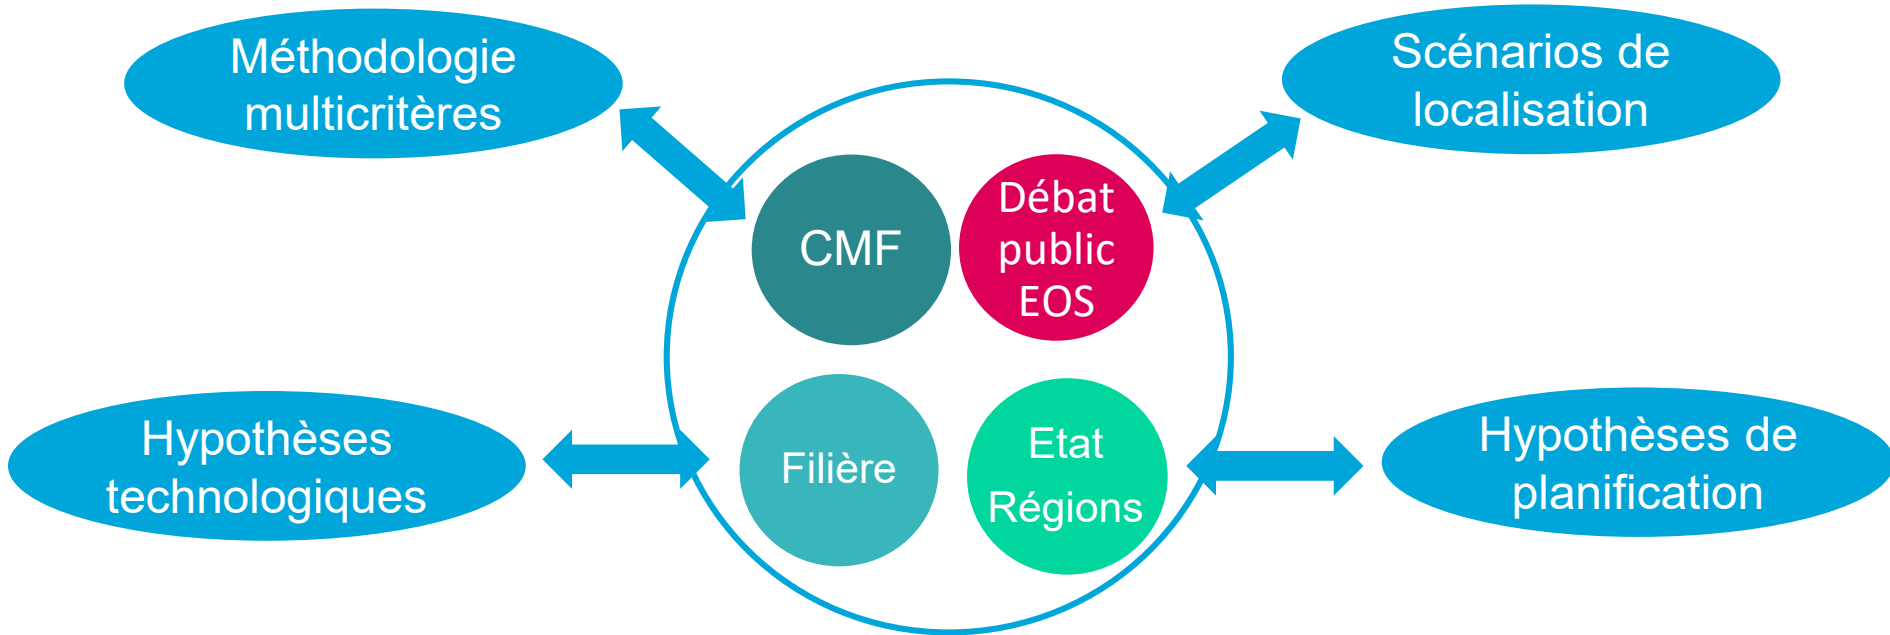 Méthodologie
multicritères
Scénarios de
localisation
CMF
Débat
public
EOS
Hypothèses
technologiques
Filière
Etat
Régions
Hypothèses de
planification